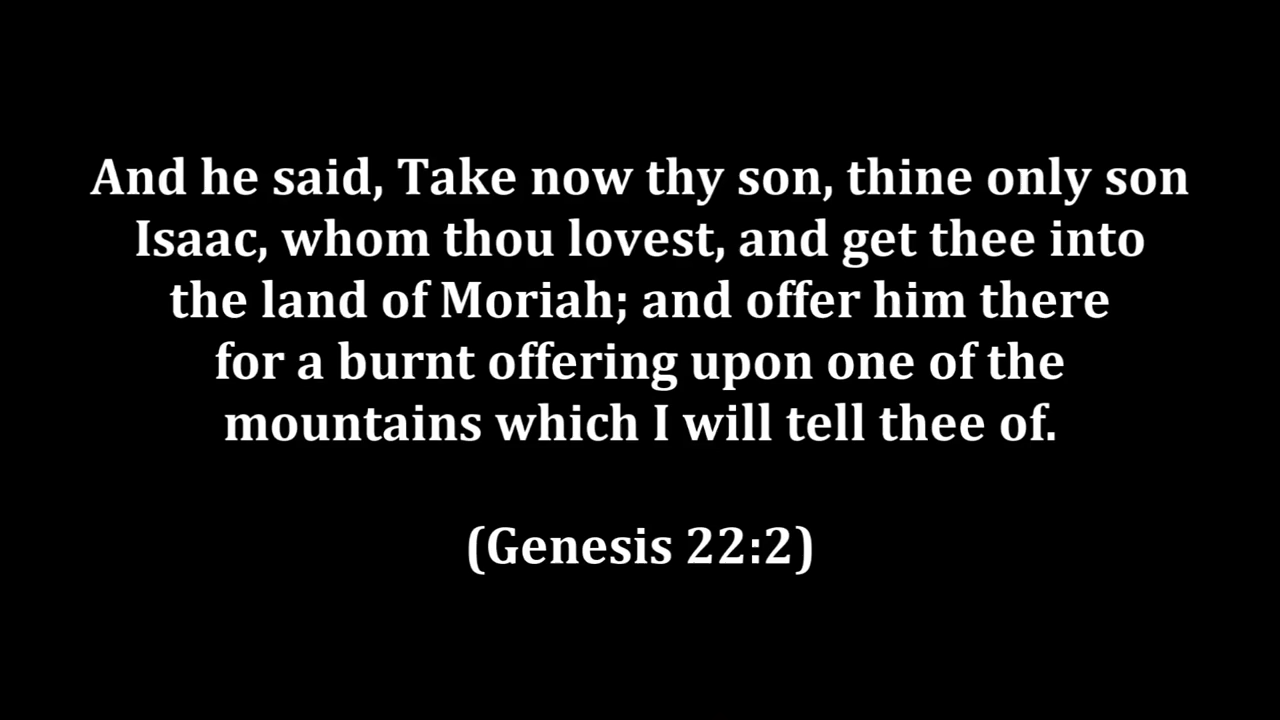 And he said, Take now thy son, thine only son
Isaac, whom thou lovest, and get thee into
the land of Moriah; and offer him there
for a burnt offering upon one of the
mountains which I will tell thee of.
(Genesis 22:2)